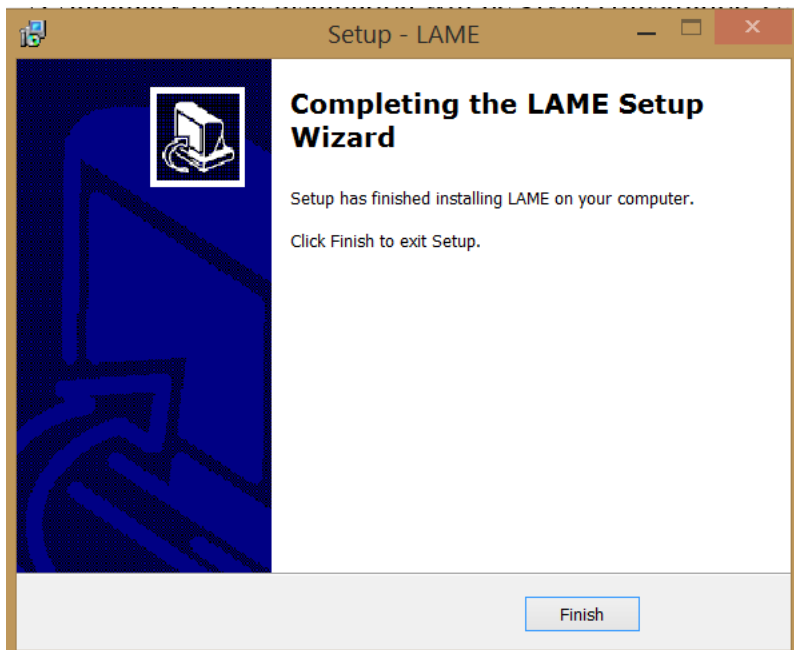 Setup - LAME
Completing the LAME Setup
Wizard
Setup has finished installing LAME on your computer.
Click Finish to exit Setup.
Finish